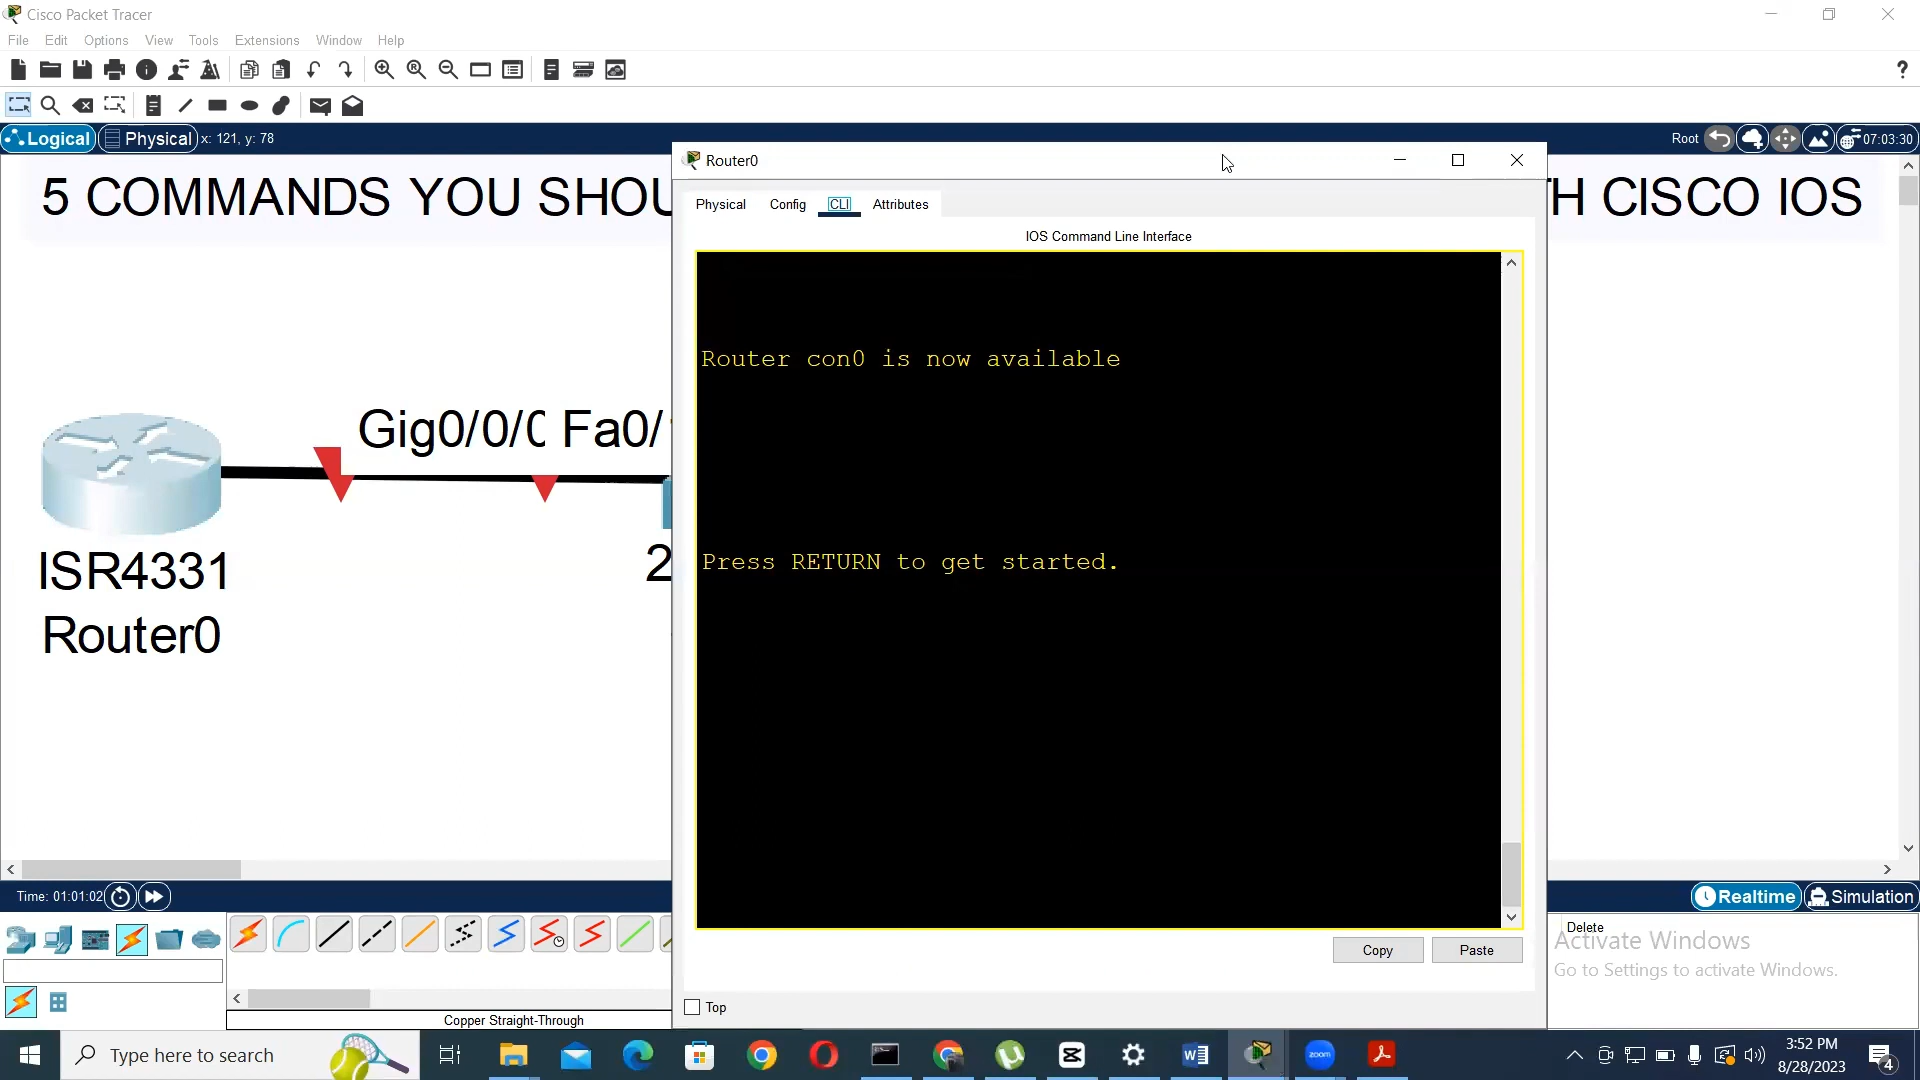 Cisco Packet Tracer
File Edit Options View Tools Extensions Window Help
?
Logical Physical x: 121, y: 78
Root 07:03:30
5 COMMANDS YOU SHOU
TH CISCO IOS
Router0
Physical Config CLI Attributes
IOS Command Line Interface
Router con0 is now available
Press RETURN to get started.
Gig0/0/0 Fa0/
ISR4331
Router0
2
Copy Paste
Top
Time: 01:01:02
Realtime Simulation
Delete
Activate Windows
Go to Settings to activate Windows.
Copper Straight-Through
Type here to search
zoom
3:52 PM
8/28/2023
4